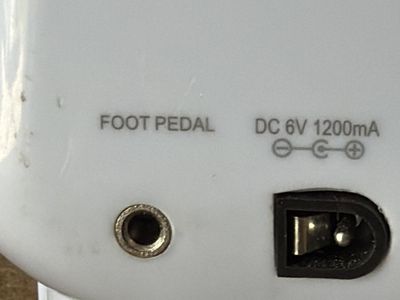 FOOT PEDAL
DC 6V 1200mA